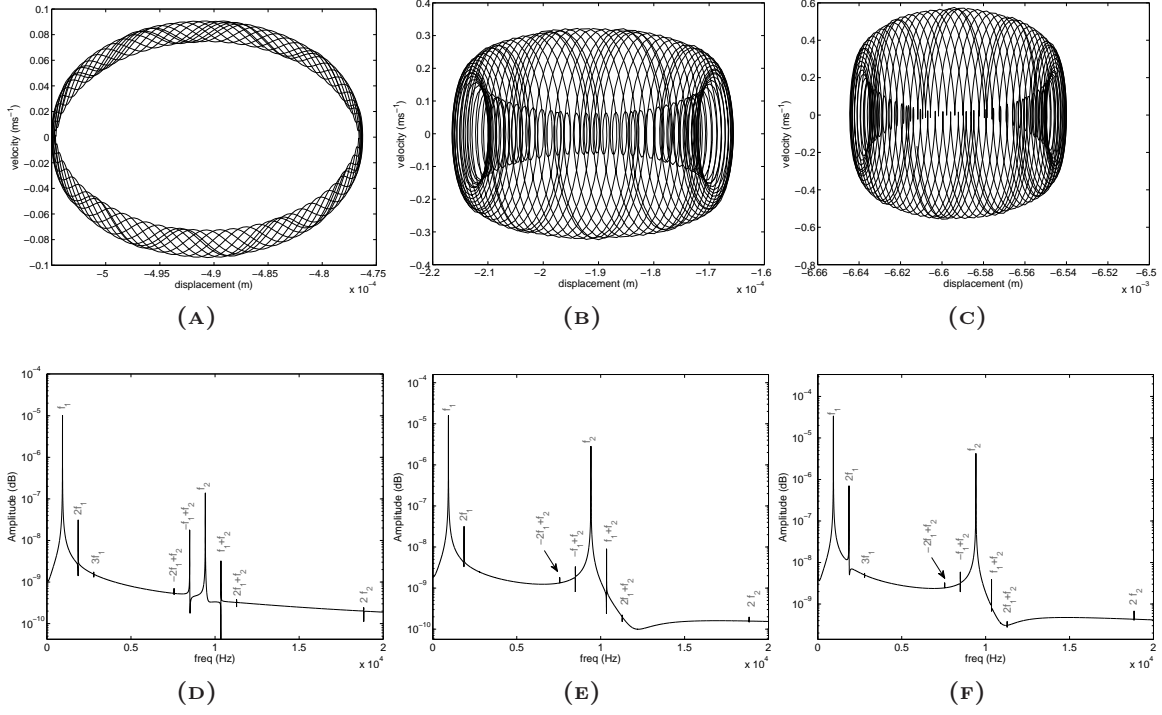 0.1
0.08
0.06
0.04
0.02
0
−0.02
−0.04
−0.06
−0.08
−0.1
velocity (ms⁻¹)
−5 −4.95 −4.9 −4.85 −4.8 −4.75
x 10⁻⁴
displacement (m)
(A)
0.4
0.3
0.2
0.1
0
−0.1
−0.2
−0.3
−0.4
velocity (ms⁻¹)
−2.2 −2.1 −2 −1.9 −1.8 −1.7 −1.6
x 10⁻⁴
displacement (m)
(B)
0.6
0.4
0.2
0
−0.2
−0.4
−0.6
−0.8
velocity (ms⁻¹)
−6.66 −6.64 −6.62 −6.6 −6.58 −6.56 −6.54 −6.52 −6.5
x 10⁻³
displacement (m)
(C)
10⁻⁴
10⁻⁵
10⁻⁶
10⁻⁷
10⁻⁸
10⁻⁹
10⁻¹⁰
Amplitude (dB)
f₁
2f₁
3f₁
−2f₁+f₂
−f₁+f₂
f₂
f₁+f₂
2f₁+f₂
2 f₂
0 0.5 1 1.5 2
x 10⁴
freq (Hz)
(D)
10⁻⁴
10⁻⁵
10⁻⁶
10⁻⁷
10⁻⁸
10⁻⁹
10⁻¹⁰
Amplitude (dB)
f₁
2f₁
−2f₁+f₂
−f₁+f₂
f₂
f₁+f₂
2f₁+f₂
2 f₂
0 0.5 1 1.5 2
x 10⁴
freq (Hz)
(E)
10⁻⁴
10⁻⁵
10⁻⁶
10⁻⁷
10⁻⁸
10⁻⁹
Amplitude (dB)
f₁
2f₁
3f₁
−2f₁+f₂
−f₁+f₂
f₂
f₁+f₂
2f₁+f₂
2 f₂
0 0.5 1 1.5 2
x 10⁴
freq (Hz)
(F)